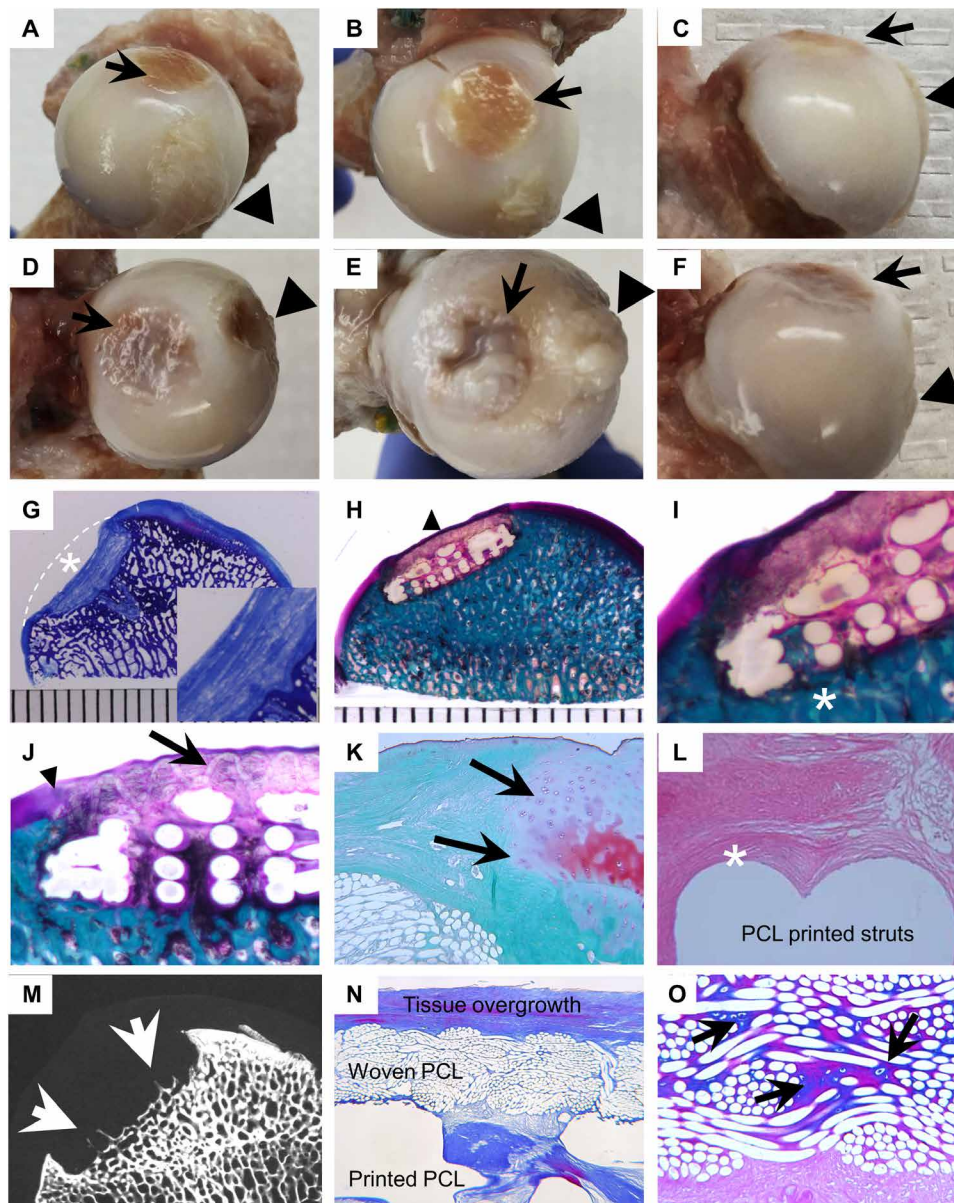 A
B
C
D
E
F
G
H
I
J
K
L
PCL printed struts
M
N
Tissue overgrowth
Woven PCL
Printed PCL
O